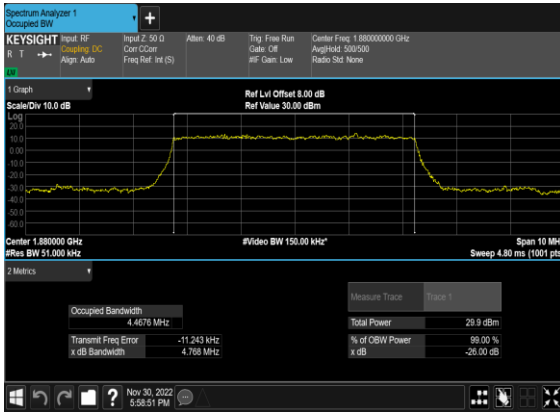 Spectrum Analyzer 1
Occupied BW
KEYSIGHT
R T
Input: RF
Coupling: DC
Align: Auto
Input Z: 50 Ω
Corr CCorr
Freq Ref: Int (S)
Atten: 40 dB
Trig: Free Run
Gate: Off
#IF Gain: Low
Center Freq: 1.880000000 GHz
Avg|Hold: 500/500
Radio Std: None
1 Graph
Scale/Div 10.0 dB
Ref Lvl Offset 8.00 dB
Ref Value 30.00 dBm
Log
20.0
10.0
0.00
-10.0
-20.0
-30.0
-40.0
-50.0
-60.0
Center 1.880000 GHz
#Res BW 51.000 kHz
#Video BW 150.00 kHz*
Span 10 MH
Sweep 4.80 ms (1001 pts
2 Metrics
Measure Trace
Trace 1
Occupied Bandwidth
4.4676 MHz
Total Power
29.9 dBm
Transmit Freq Error
-11.243 kHz
% of OBW Power
99.00 %
x dB Bandwidth
4.768 MHz
x dB
-26.00 dB
Nov 30, 2022
5:58:51 PM